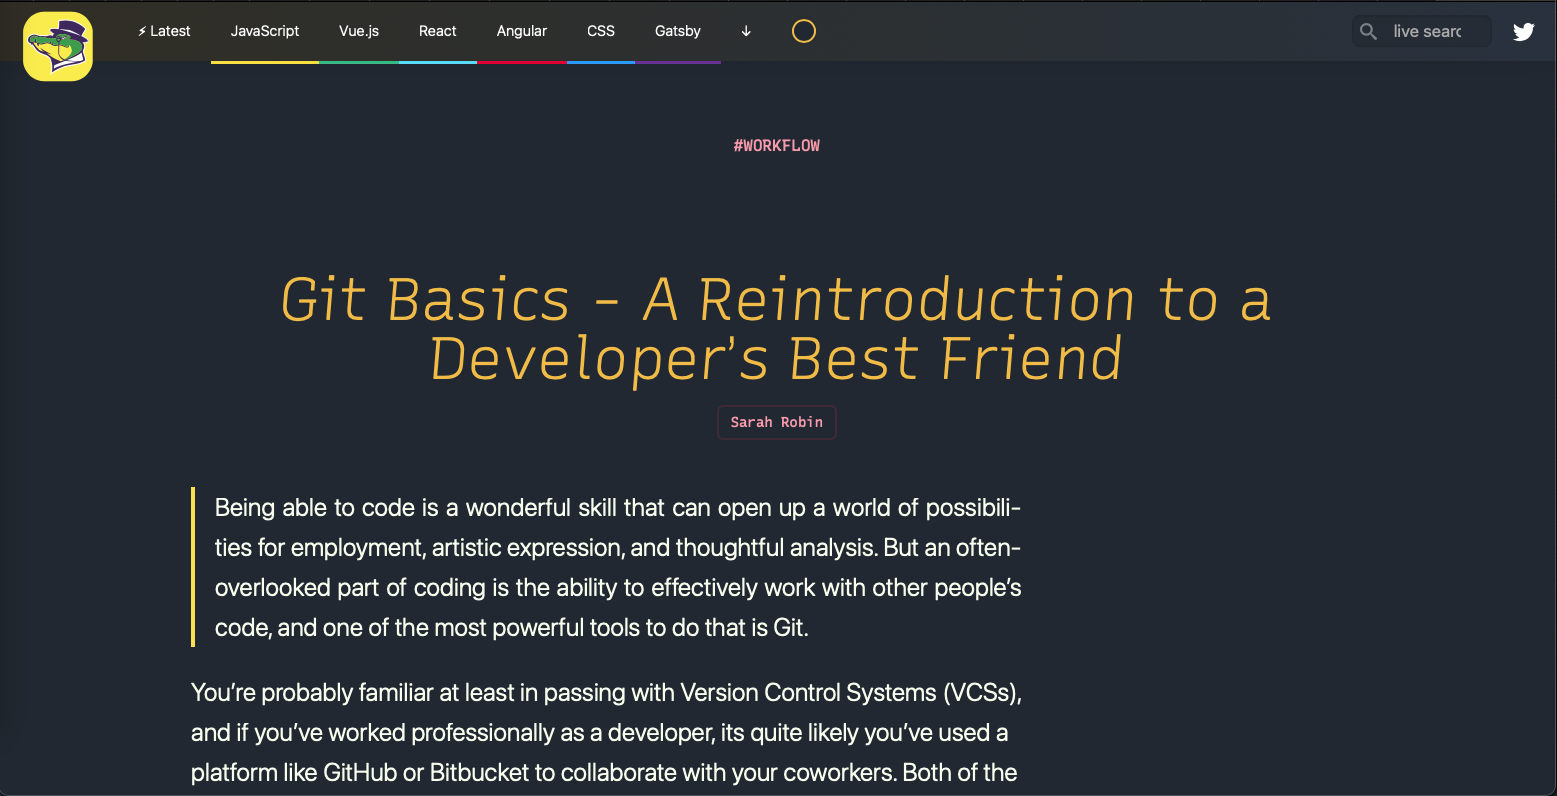 ⚡ Latest JavaScript Vue.js React Angular CSS Gatsby ↓ live searc
#WORKFLOW
Git Basics - A Reintroduction to a
Developer’s Best Friend
Sarah Robin
Being able to code is a wonderful skill that can open up a world of possibili-
ties for employment, artistic expression, and thoughtful analysis. But an often-
overlooked part of coding is the ability to effectively work with other people’s
code, and one of the most powerful tools to do that is Git.
You’re probably familiar at least in passing with Version Control Systems (VCSs),
and if you’ve worked professionally as a developer, its quite likely you’ve used a
platform like GitHub or Bitbucket to collaborate with your coworkers. Both of the